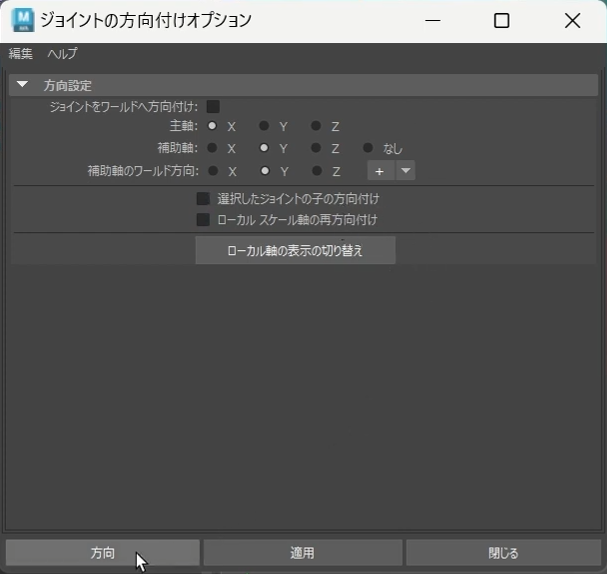 ジョイントの方向付けオプション
編集 ヘルプ
方向設定
ジョイントをワールドへ方向付け:
主軸: X Y Z
補助軸: X Y Z なし
補助軸のワールド方向: X Y Z +
選択したジョイントの子の方向付け
ローカル スケール軸の再方向付け
ローカル軸の表示の切り替え
方向 適用 閉じる